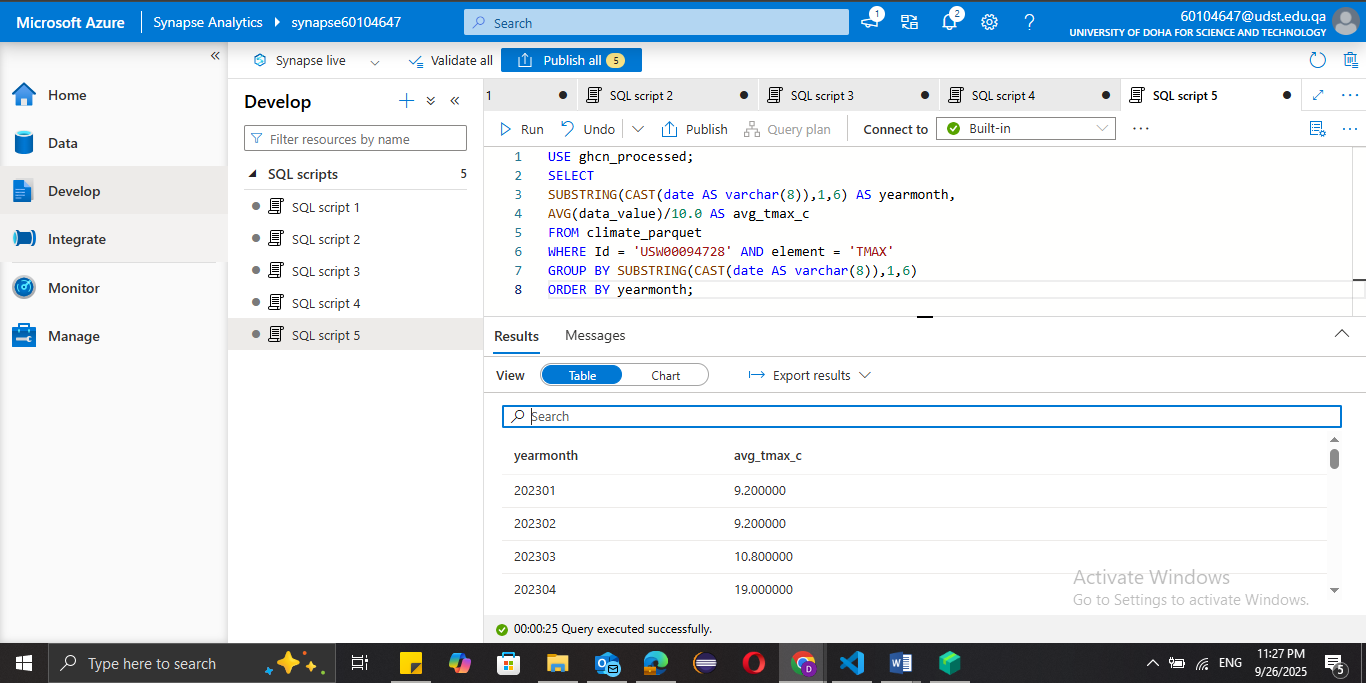 Microsoft Azure
Synapse Analytics
synapse60104647
Search
1
2
60104647@udst.edu.qa
UNIVERSITY OF DOHA FOR SCIENCE AND TECHNOLOGY
Home
Data
Develop
Integrate
Monitor
Manage
Synapse live
Validate all
Publish all 5
Develop
Filter resources by name
SQL scripts 5
SQL script 1
SQL script 2
SQL script 3
SQL script 4
SQL script 5
1
SQL script 2
SQL script 3
SQL script 4
SQL script 5
Run
Undo
Publish
Query plan
Connect to
Built-in
1 USE ghcn_processed;
2 SELECT
3 SUBSTRING(CAST(date AS varchar(8)),1,6) AS yearmonth,
4 AVG(data_value)/10.0 AS avg_tmax_c
5 FROM climate_parquet
6 WHERE Id = 'USW00094728' AND element = 'TMAX'
7 GROUP BY SUBSTRING(CAST(date AS varchar(8)),1,6)
8 ORDER BY yearmonth;
Results
Messages
View
Table
Chart
Export results
Search
yearmonth avg_tmax_c
202301 9.200000
202302 9.200000
202303 10.800000
202304 19.000000
Activate Windows
Go to Settings to activate Windows.
00:00:25 Query executed successfully.
Type here to search
ENG
11:27 PM
9/26/2025
5